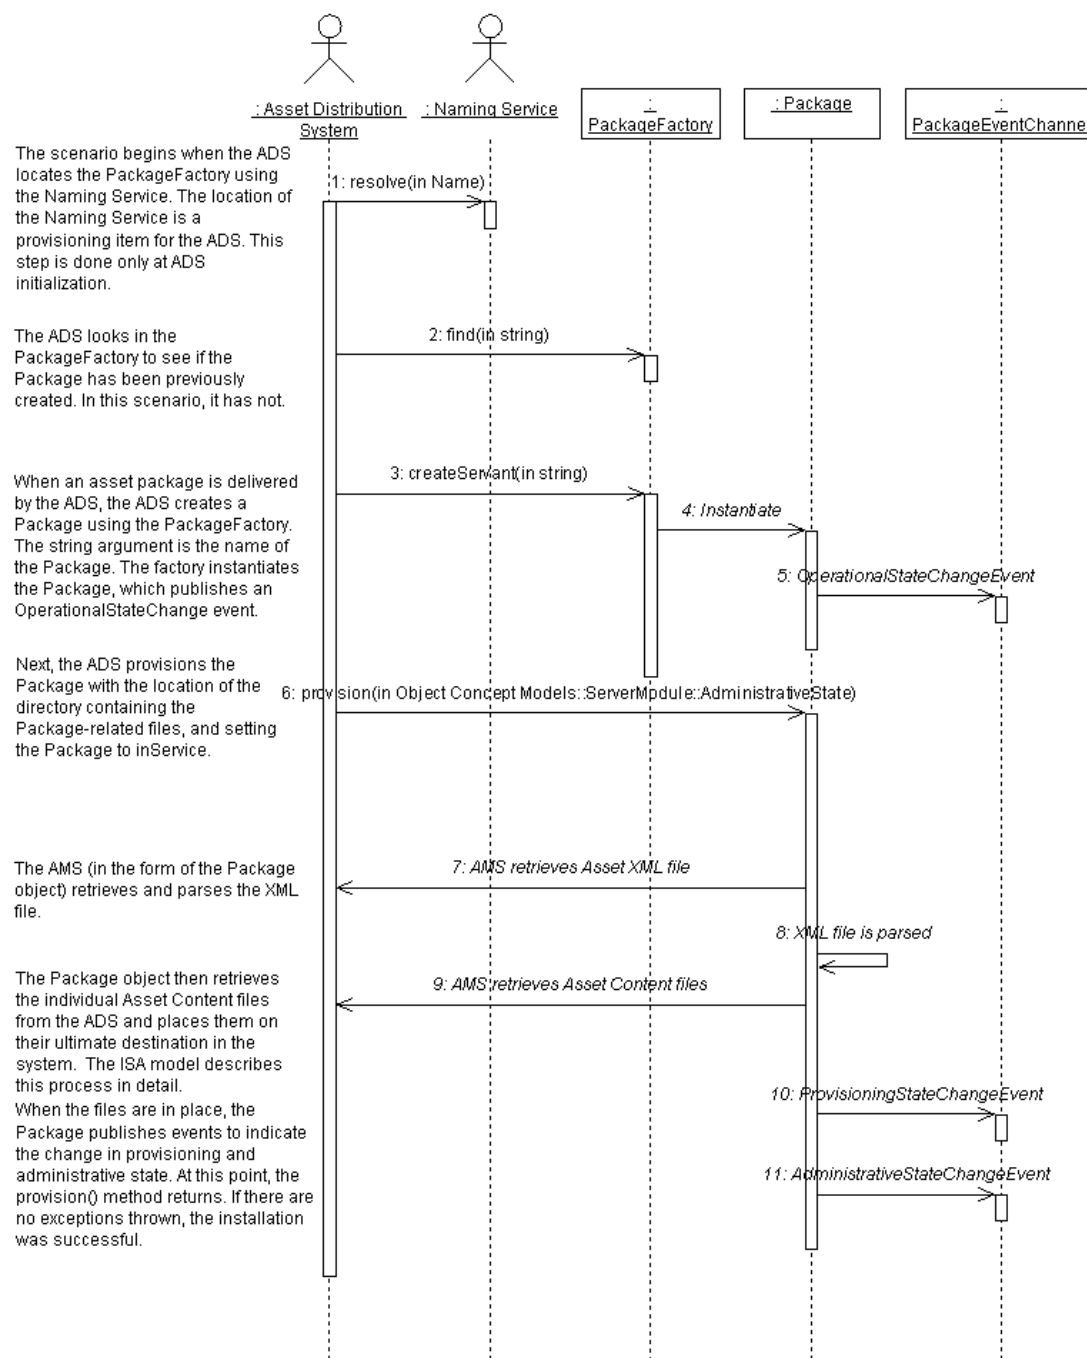 : Asset Distribution
System
: Naming Service
:
PackageFactory
: Package
:
PackageEventChanne
The scenario begins when the ADS
locates the PackageFactory using
the Naming Service. The location of
the Naming Service is a
provisioning item for the ADS. This
step is done only at ADS
initialization.
1: resolve(in Name)
The ADS looks in the
PackageFactory to see if the
Package has been previously
created. In this scenario, it has not.
2: find(in string)
When an asset package is delivered
by the ADS, the ADS creates a
Package using the PackageFactory.
The string argument is the name of
the Package. The factory instantiates
the Package, which publishes an
OperationalStateChange event.
3: createServant(in string)
4: Instantiate
5: OperationalStateChangeEvent
Next, the ADS provisions the
Package with the location of the
directory containing the
Package-related files, and setting
the Package to inService.
6: provision(in Object Concept Models::ServerModule::AdministrativeState)
The AMS (in the form of the Package
object) retrieves and parses the XML
file.
7: AMS retrieves Asset XML file
8: XML file is parsed
The Package object then retrieves
the individual Asset Content files
from the ADS and places them on
their ultimate destination in the
system. The ISA model describes
this process in detail.
9: AMS retrieves Asset Content files
When the files are in place, the
Package publishes events to indicate
the change in provisioning and
administrative state. At this point, the
provision() method returns. If there are
no exceptions thrown, the installation
was successful.
10: ProvisioningStateChangeEvent
11: AdministrativeStateChangeEvent